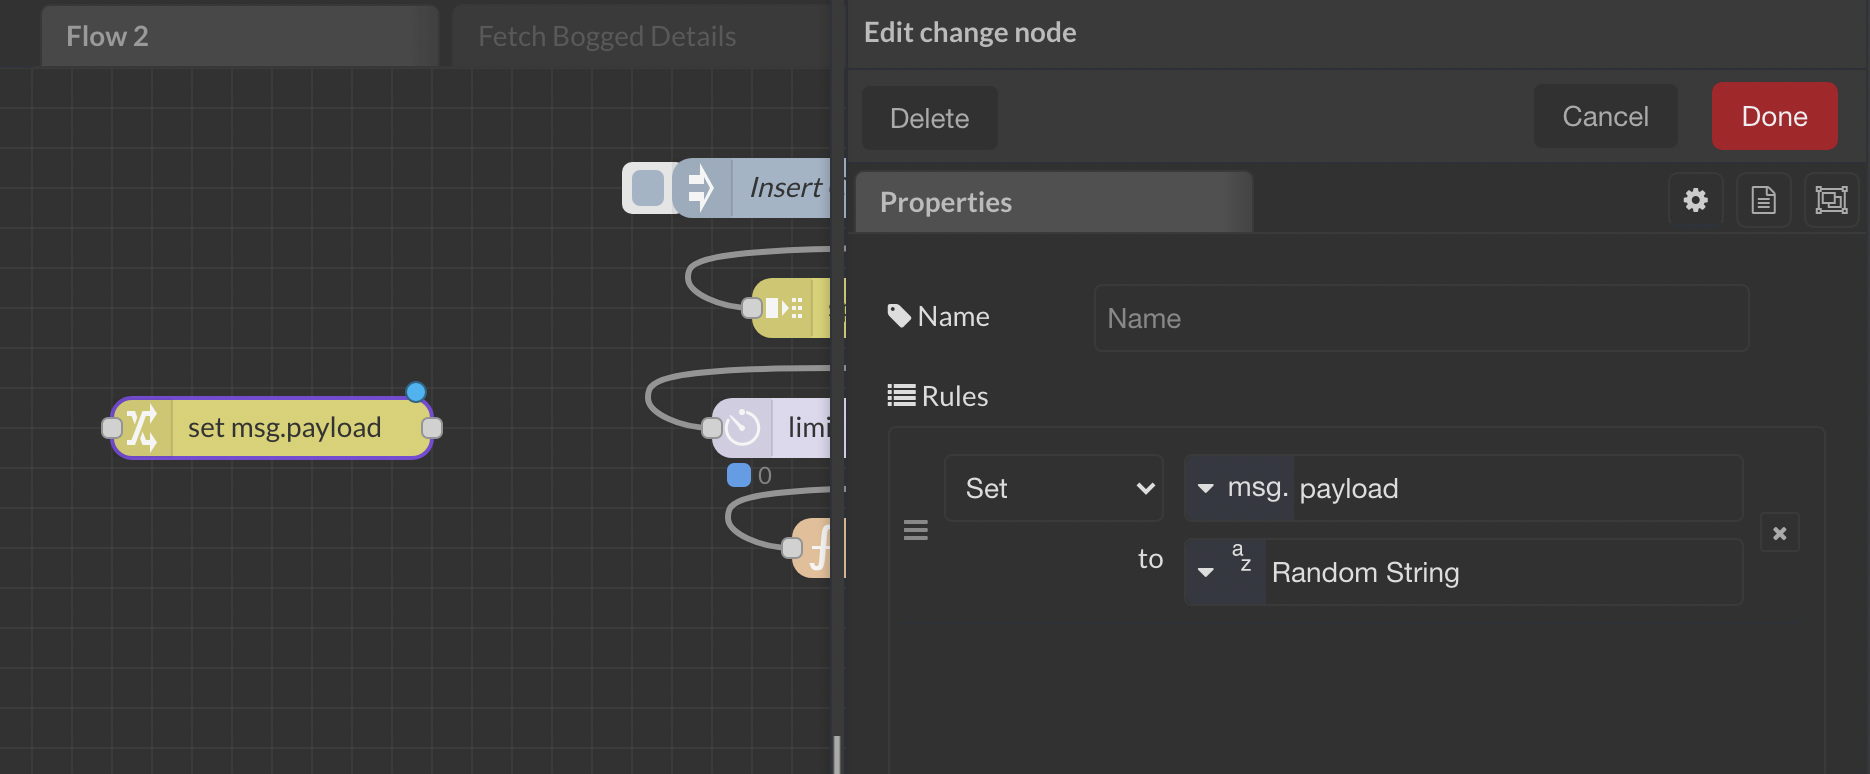 Flow 2
Fetch Bogged Details
Edit change node
Delete
Cancel
Done
Properties
Insert
Name
Name
Rules
set msg.payload
limi
0
Set
msg. payload
to
a
z
Random String